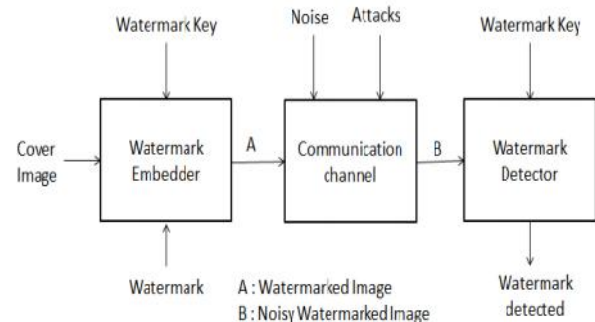 Watermark Key
Noise
Attacks
Watermark Key
Cover
Image
Watermark
Embedder
A
Communication
channel
B
Watermark
Detector
Watermark
A : Watermarked Image
B : Noisy Watermarked Image
Watermark
detected